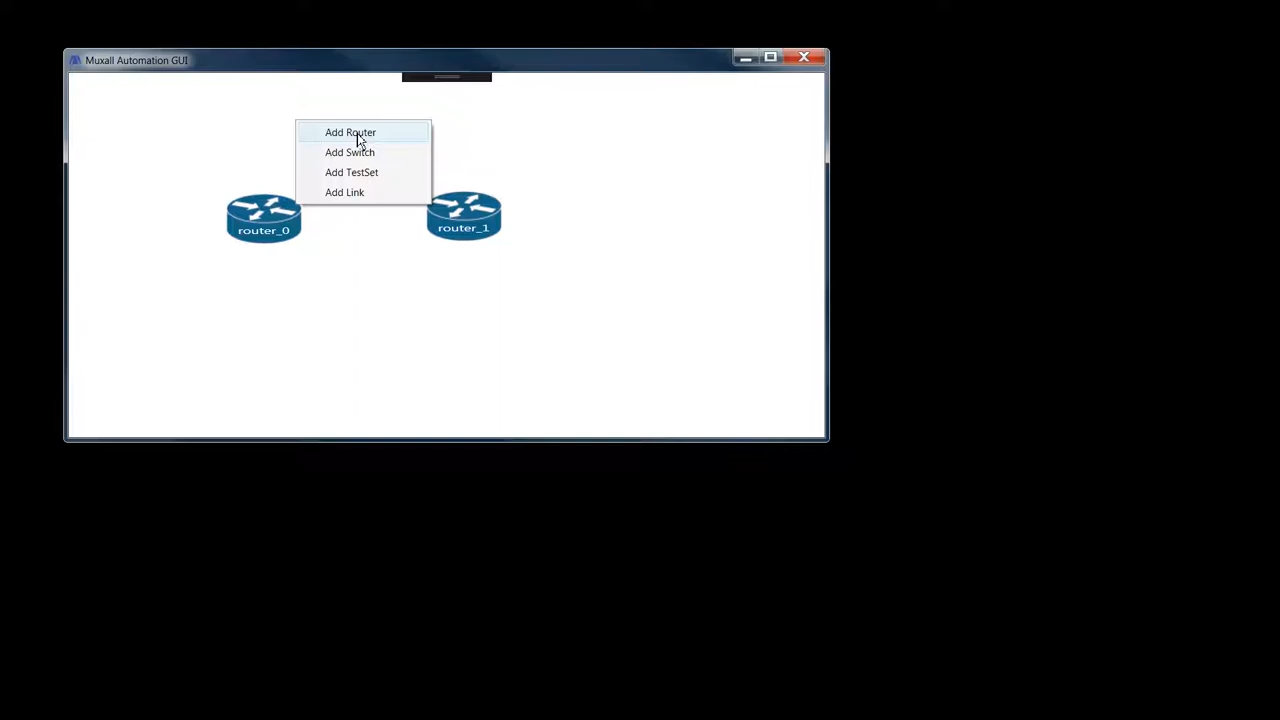 Muxall Automation GUI
Add Router
Add Switch
Add TestSet
Add Link
router_0
router_1